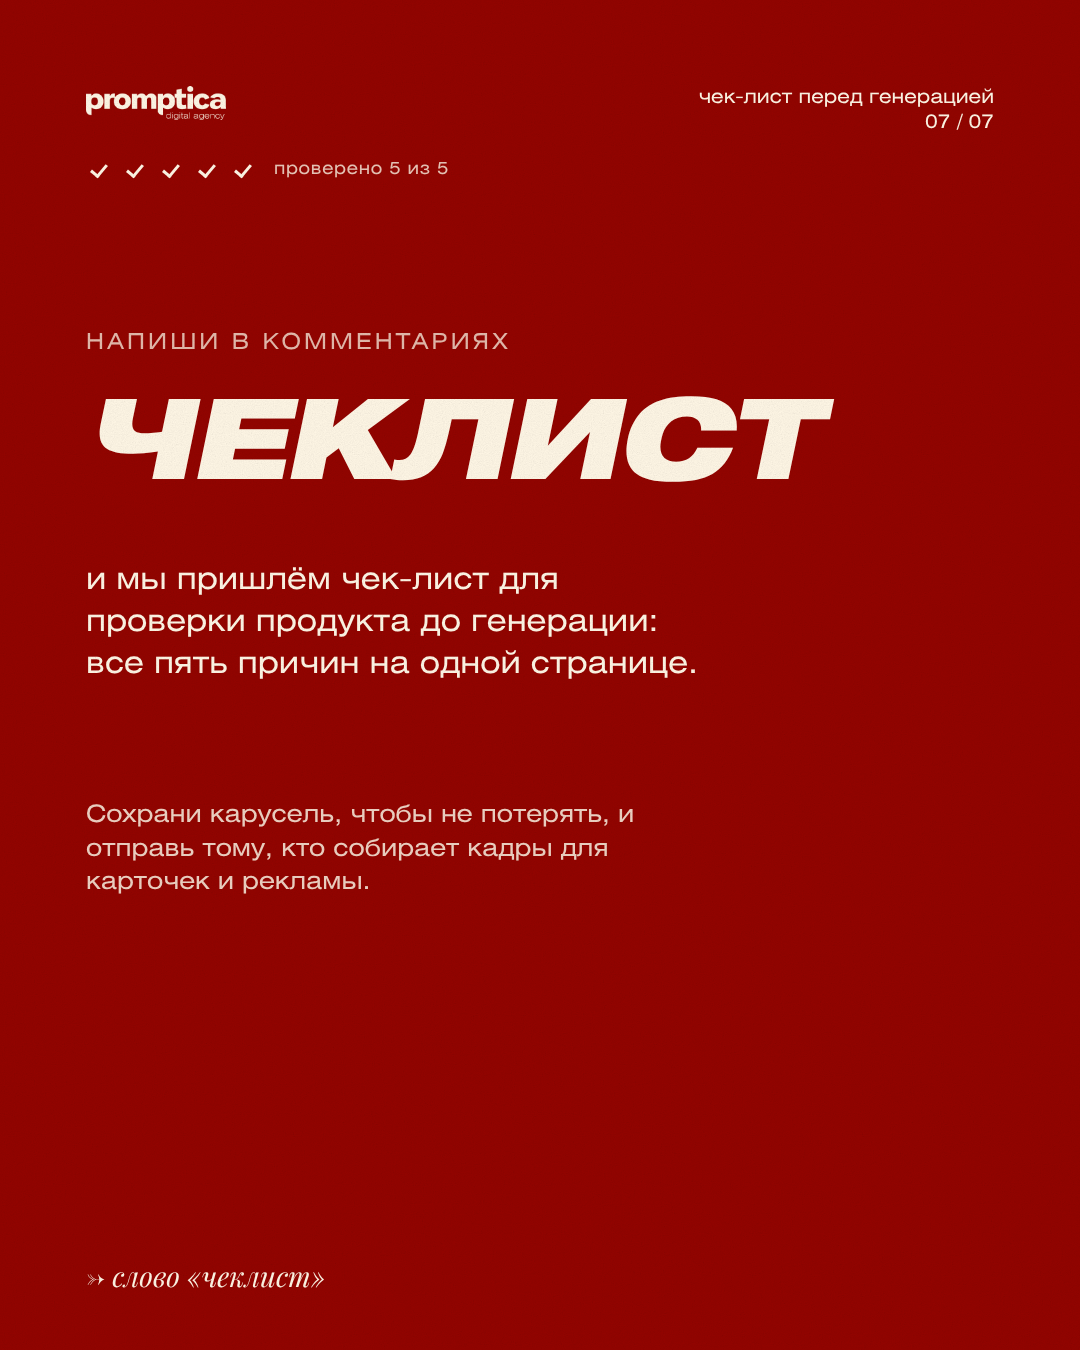 promptica
digital agency
чек-лист перед генерацией
07 / 07
проверено 5 из 5
НАПИШИ В КОММЕНТАРИЯХ
ЧЕКЛИСТ
и мы пришлём чек-лист для
проверки продукта до генерации:
все пять причин на одной странице.
Сохрани карусель, чтобы не потерять, и
отправь тому, кто собирает кадры для
карточек и рекламы.
слово «чеклист»